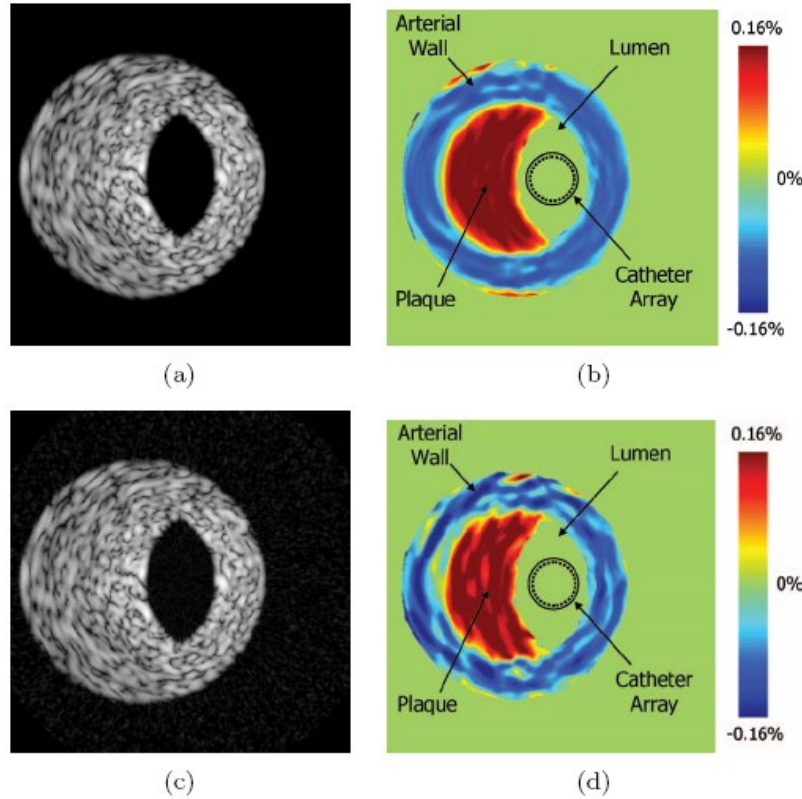 Arterial
Wall
Lumen
0.16%
0%
Plaque
Catheter
Array
-0.16%
(a)
(b)
Arterial
Wall
Lumen
0.16%
0%
Plaque
Catheter
Array
-0.16%
(c)
(d)